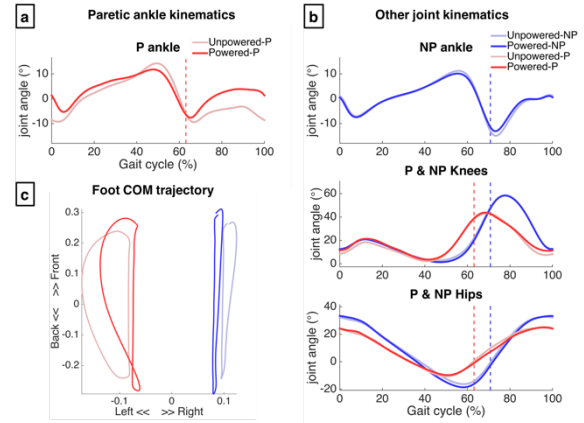 a
Paretic ankle kinematics
P ankle
Unpowered-P
Powered-P
joint angle (°)
10
0
-10
0 20 40 60 80 100
Gait cycle (%)
b
Other joint kinematics
NP ankle
Unpowered-NP
Powered-NP
Unpowered-P
Powered-P
joint angle (°)
10
0
-10
0 20 40 60 80 100
P & NP Knees
joint angle (°)
60
40
20
0
0 20 40 60 80 100
P & NP Hips
joint angle (°)
40
20
0
-20
0 20 40 60 80 100
Gait cycle (%)
c
Foot COM trajectory
Back << >> Front
0.3
0.2
0.1
0
-0.1
-0.2
-0.1 0 0.1
Left << >> Right